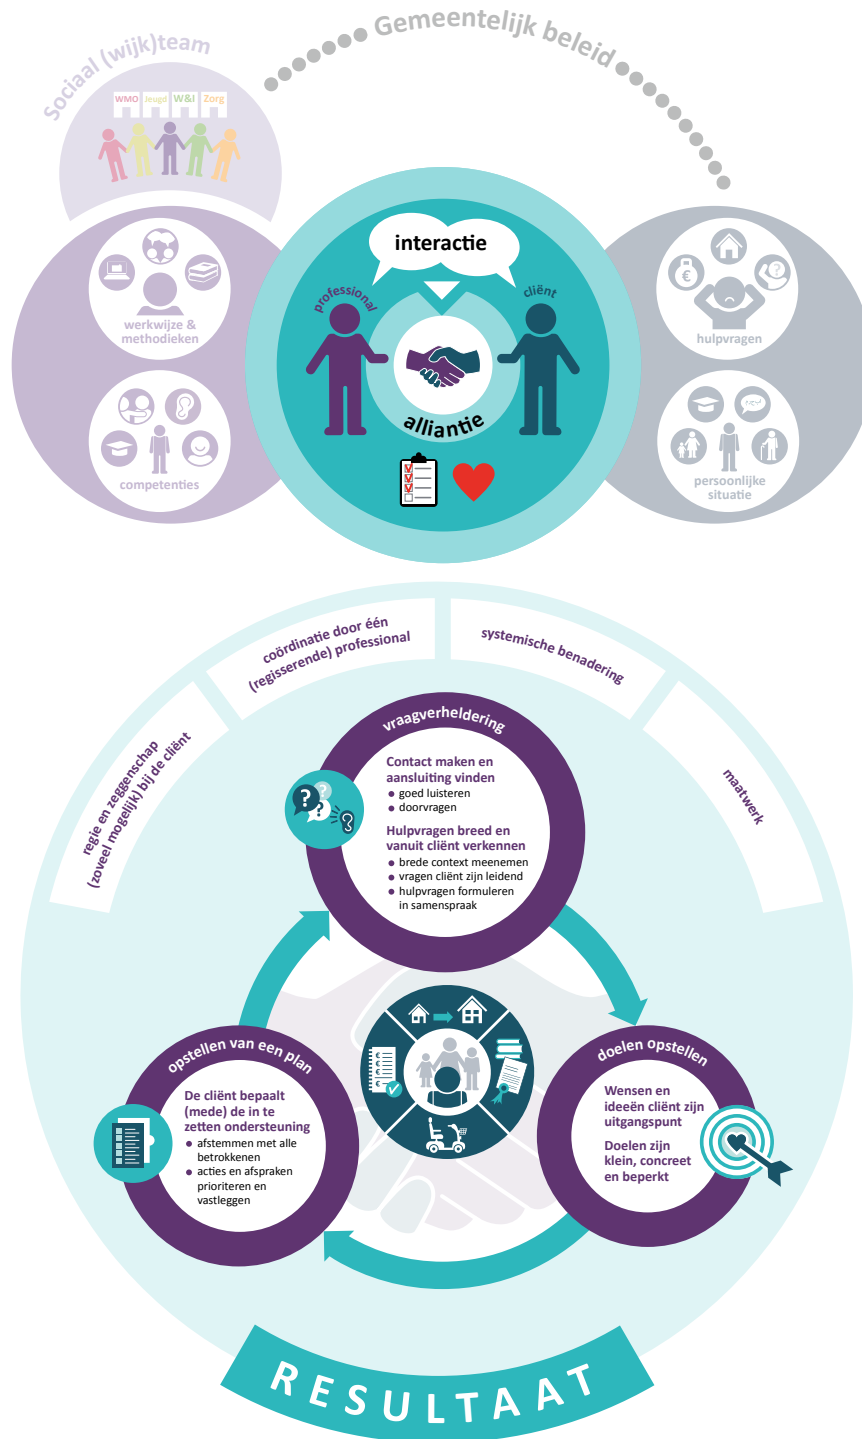 Gemeentelijk beleid
Sociaal (wijk)team
WMO Jeugd W&I Zorg
interactie
professional
cliënt
alliantie
werkwijze &
methodieken
competenties
€
?
hulpvragen
persoonlijke
situatie
regie en zeggenschap
(zoveel mogelijk) bij de cliënt
coördinatie door één
(regisserende) professional
systemische benadering
maatwerk
vraagverheldering
? ? ?
Contact maken en
aansluiting vinden
• goed luisteren
• doorvragen
Hulpvragen breed en
vanuit cliënt verkennen
• brede context meenemen
• vragen cliënt zijn leidend
• hulpvragen formuleren
in samenspraak
doelen opstellen
Wensen en
ideeën cliënt zijn
uitgangspunt
Doelen zijn
klein, concreet
en beperkt
opstellen van een plan
De cliënt bepaalt
(mede) de in te
zetten ondersteuning
• afstemmen met alle
betrokkenen
• acties en afspraken
prioriteren en
vastleggen
RESULTAAT